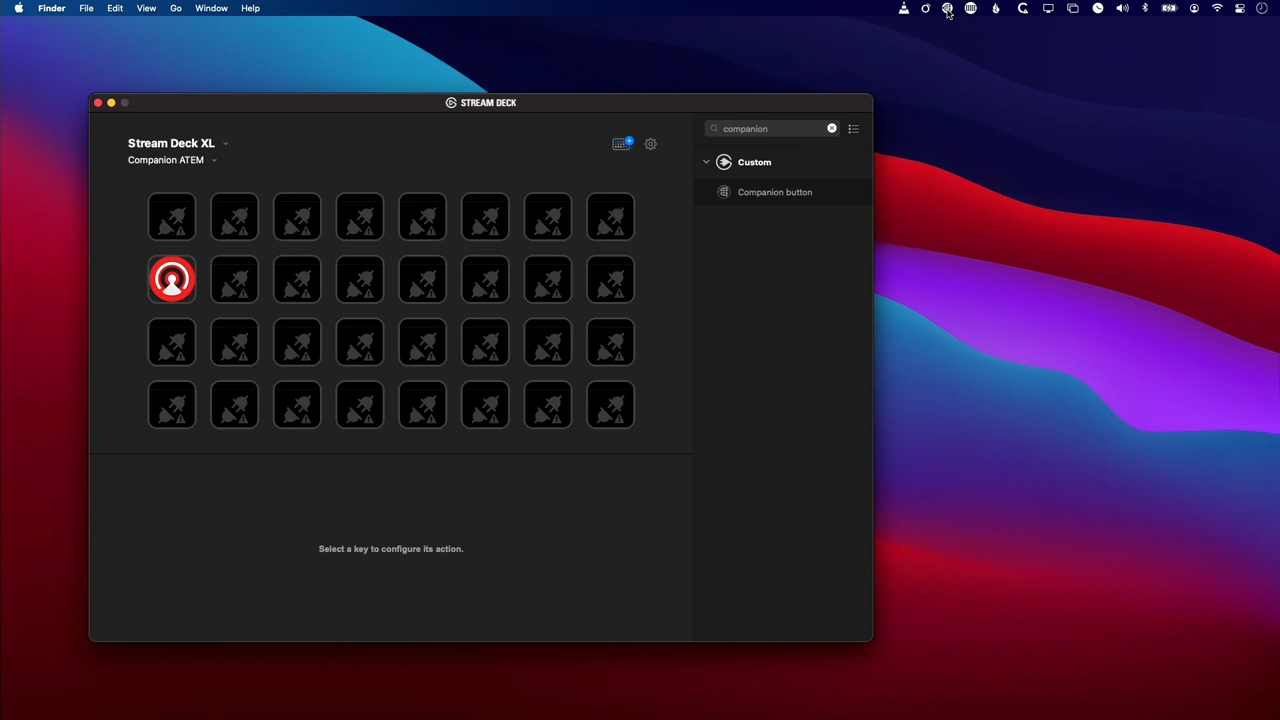 Finder File Edit View Go Window Help
STREAM DECK
Stream Deck XL
Companion ATEM
companion
Custom
Companion button
Select a key to configure its action.